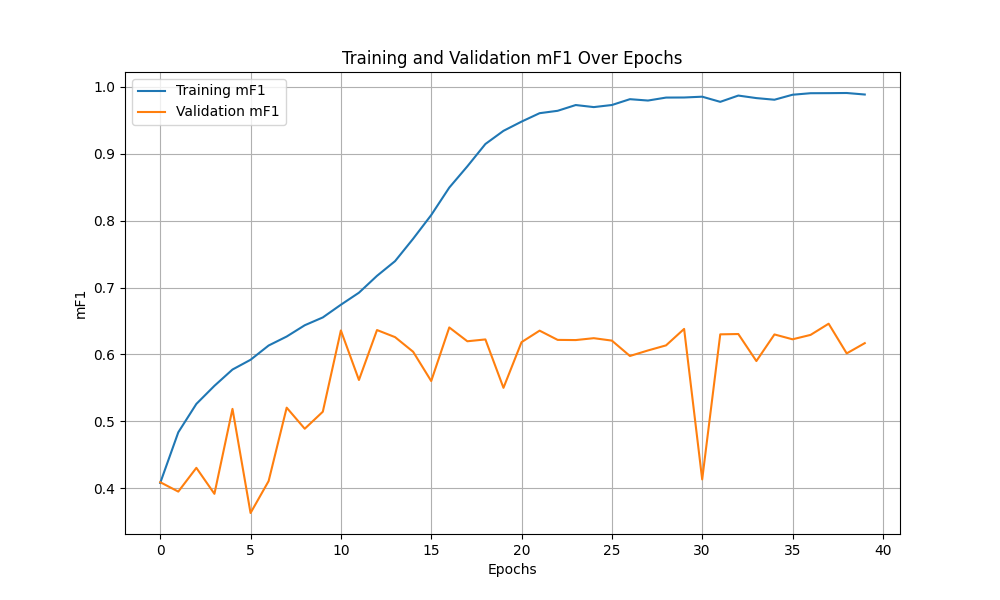 Training and Validation mF1 Over Epochs
Training mF1
Validation mF1
mF1
1.0
0.9
0.8
0.7
0.6
0.5
0.4
0 5 10 15 20 25 30 35 40
Epochs